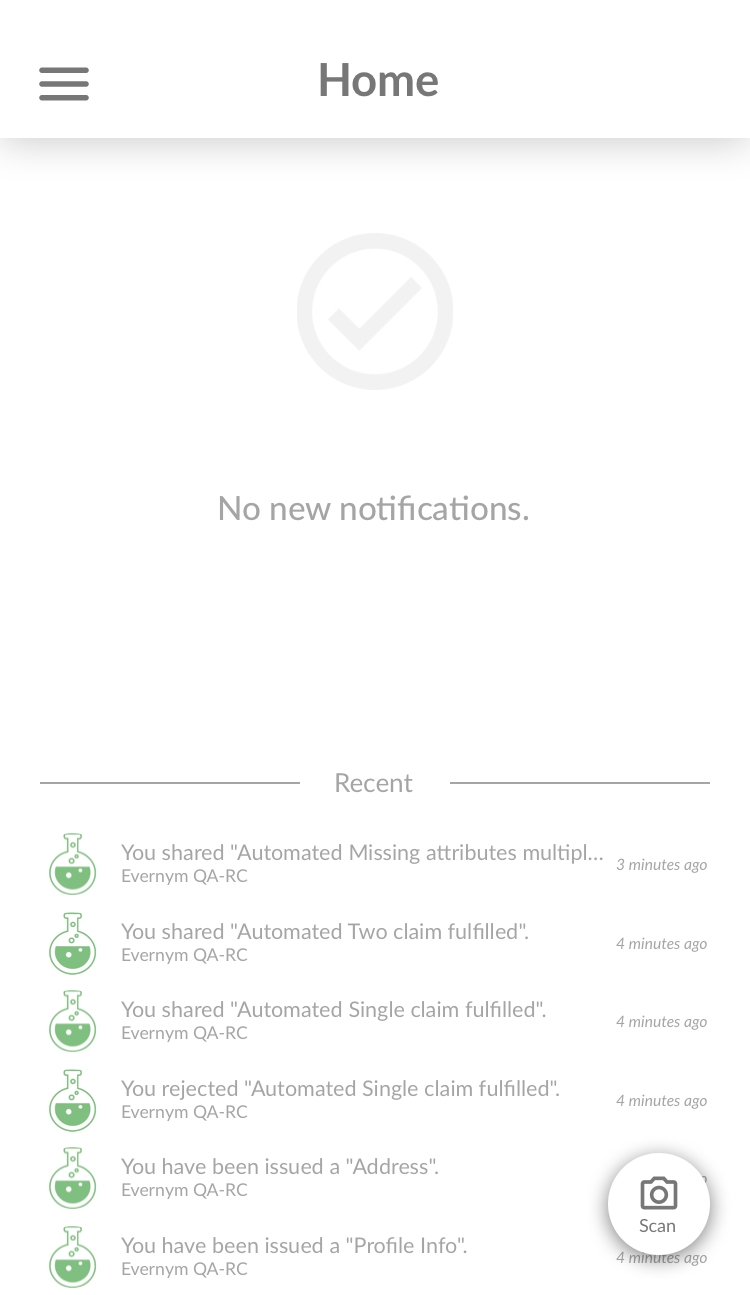 Home
No new notifications.
Recent
You shared "Automated Missing attributes multipl...
Evernym QA-RC
3 minutes ago
You shared "Automated Two claim fulfilled".
Evernym QA-RC
4 minutes ago
You shared "Automated Single claim fulfilled".
Evernym QA-RC
4 minutes ago
You rejected "Automated Single claim fulfilled".
Evernym QA-RC
4 minutes ago
You have been issued a "Address".
Evernym QA-RC
Scan
You have been issued a "Profile Info".
Evernym QA-RC
4 minutes ago